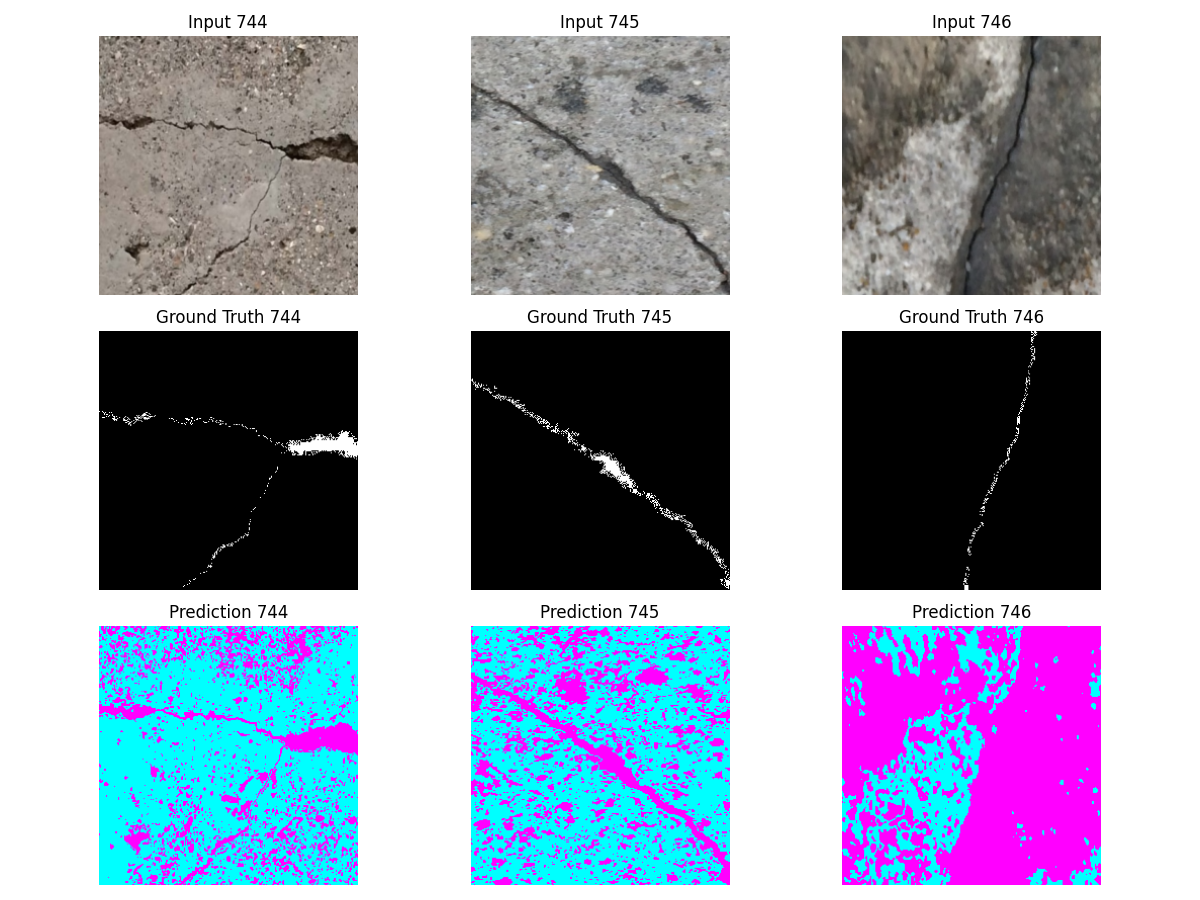 Input 744
Input 745
Input 746
Ground Truth 744
Ground Truth 745
Ground Truth 746
Prediction 744
Prediction 745
Prediction 746